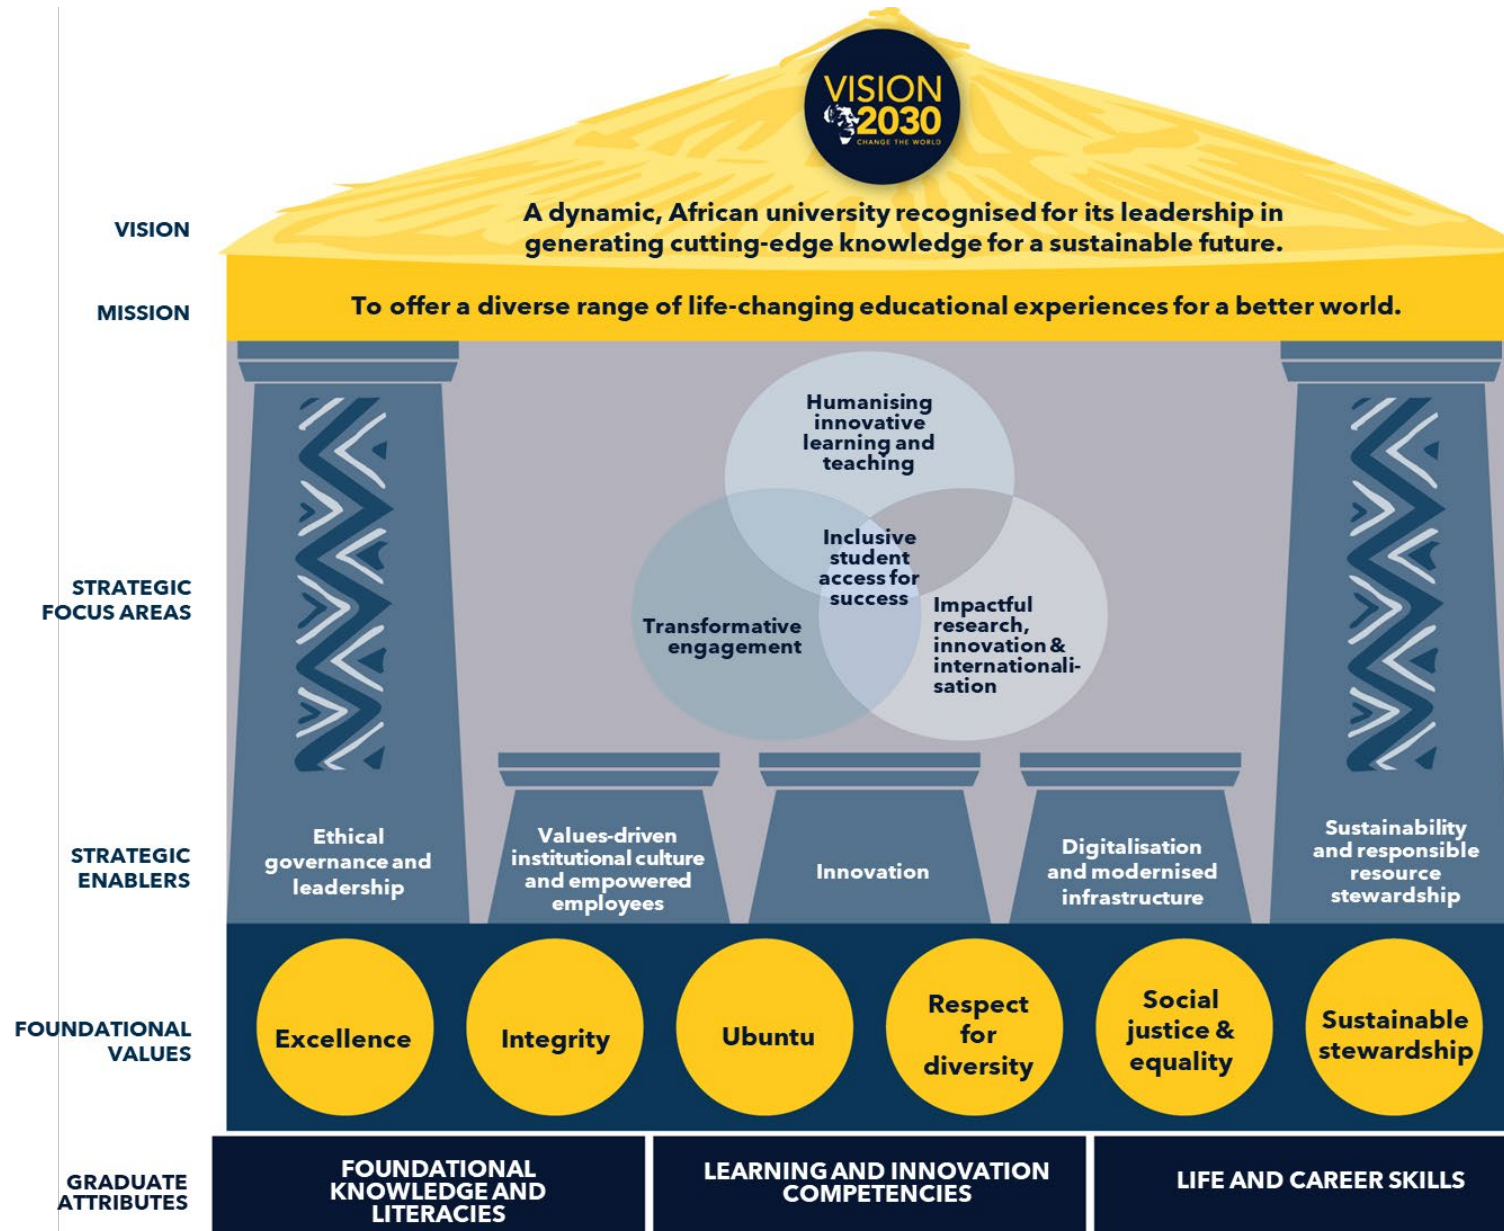 VISION
2030
CHANGE THE WORLD
VISION
A dynamic, African university recognised for its leadership in
generating cutting-edge knowledge for a sustainable future.
MISSION
To offer a diverse range of life-changing educational experiences for a better world.
STRATEGIC
FOCUS AREAS
Humanising
innovative
learning and
teaching
Inclusive
student
access for
success
Transformative
engagement
Impactful
research,
innovation &
internationali-
sation
STRATEGIC
ENABLERS
Ethical
governance and
leadership
Values-driven
institutional culture
and empowered
employees
Innovation
Digitalisation
and modernised
infrastructure
Sustainability
and responsible
resource
stewardship
FOUNDATIONAL
VALUES
Excellence
Integrity
Ubuntu
Respect
for
diversity
Social
justice &
equality
Sustainable
stewardship
GRADUATE
ATTRIBUTES
FOUNDATIONAL
KNOWLEDGE AND
LITERACIES
LEARNING AND INNOVATION
COMPETENCIES
LIFE AND CAREER SKILLS